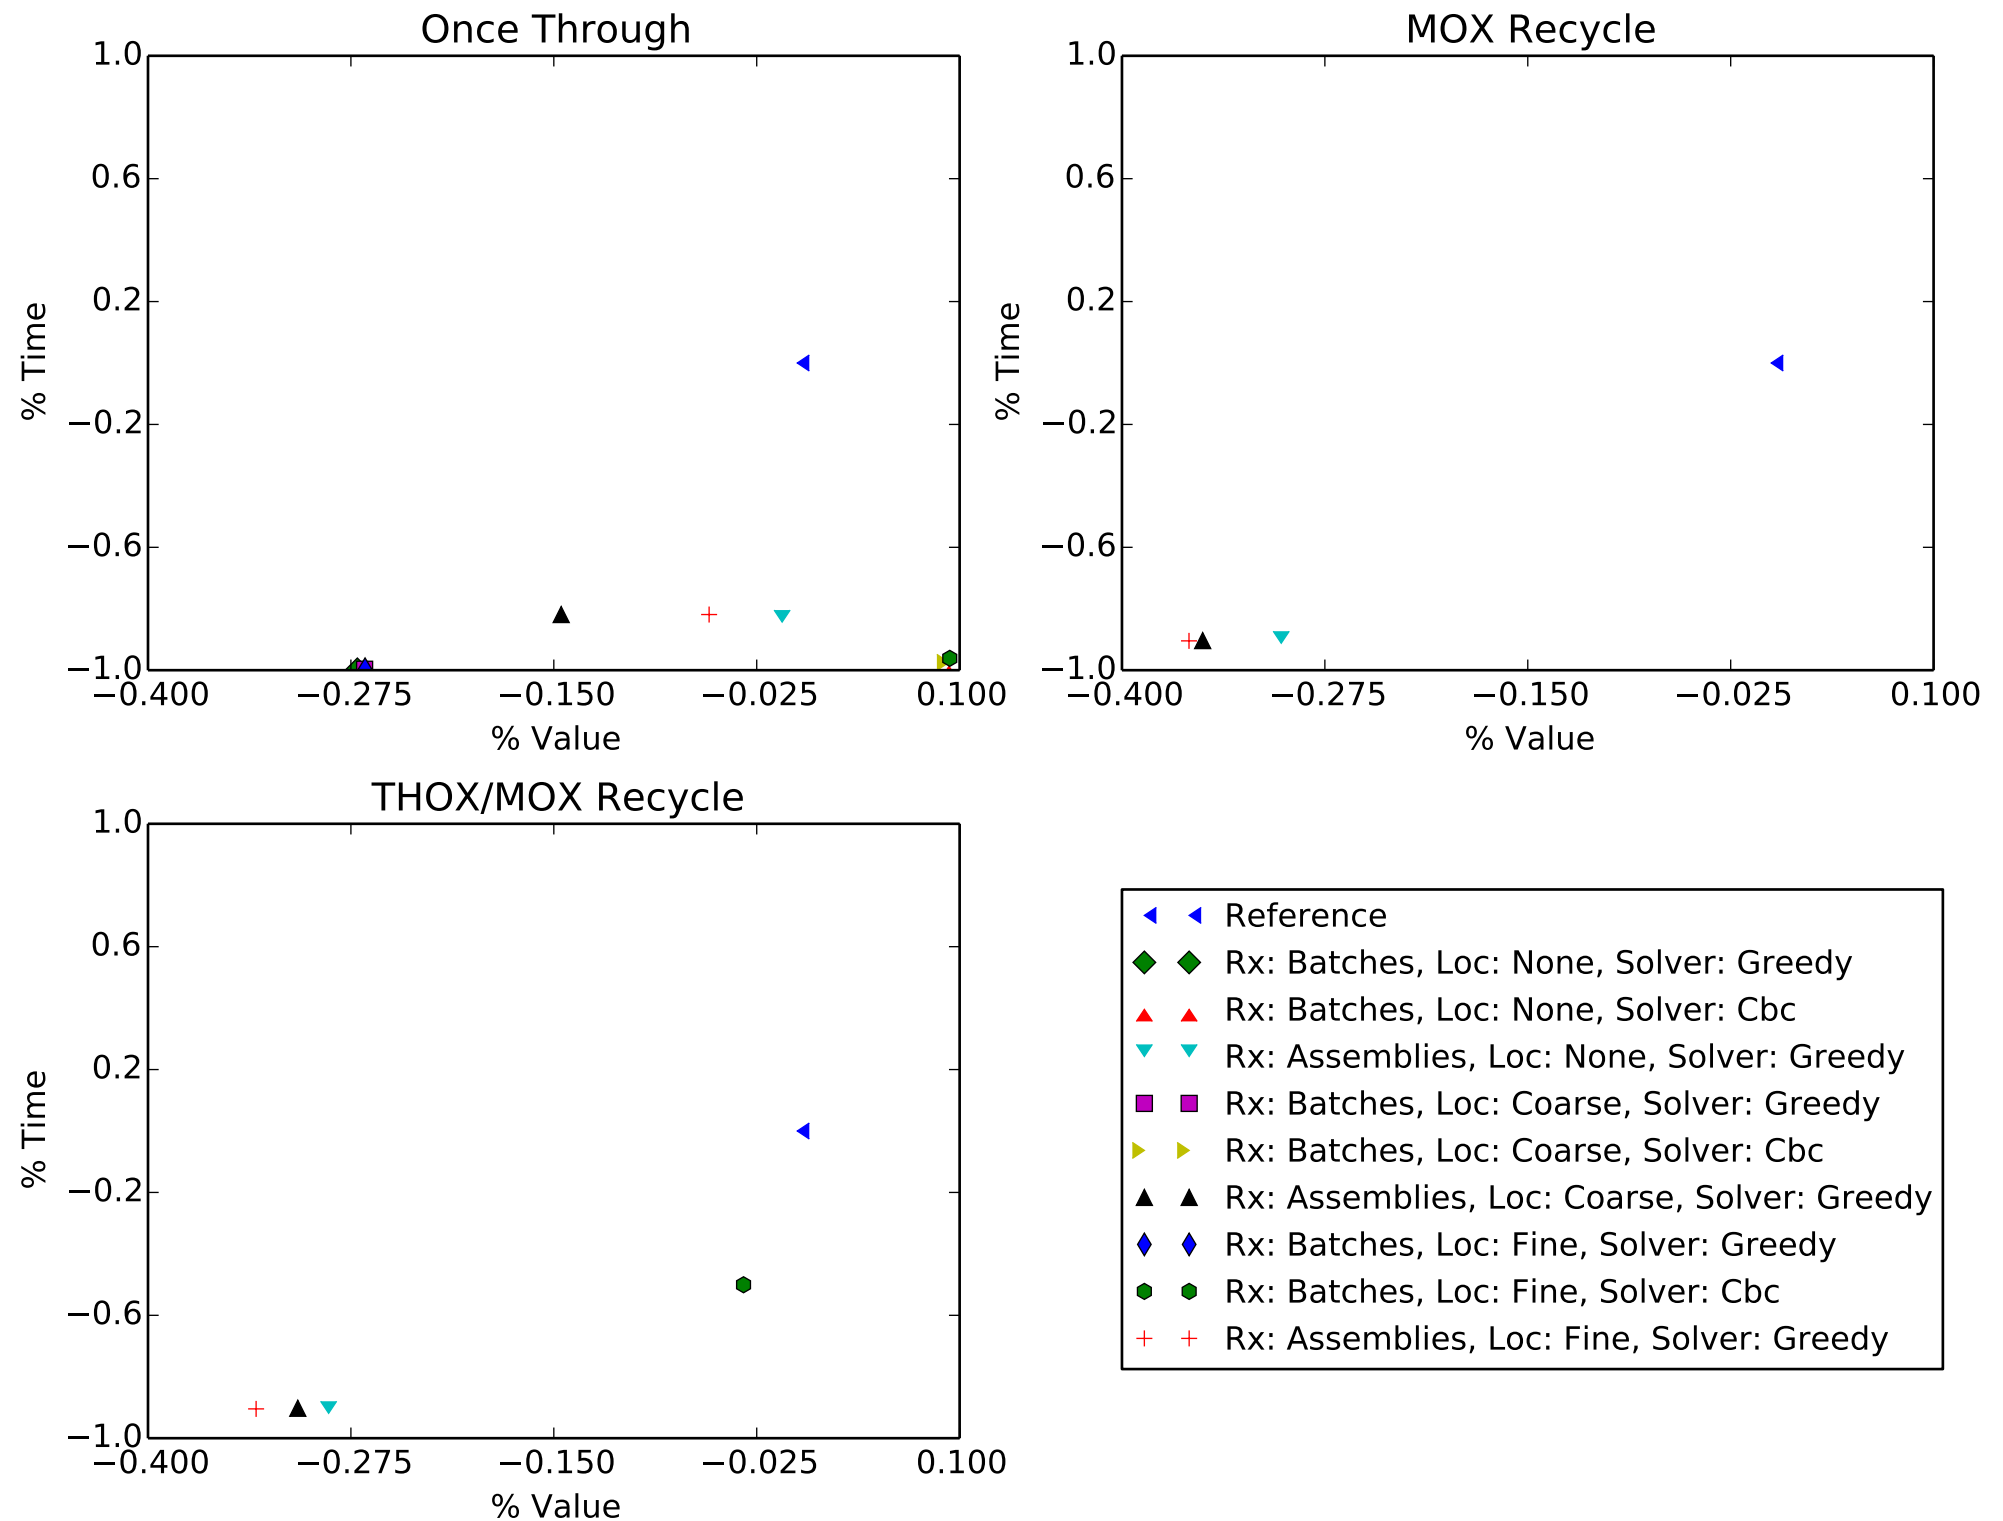 Once Through
1.0
0.6
0.2
−0.2
−0.6
−1.0
% Time
−0.400 −0.275 −0.150 −0.025 0.100
% Value
MOX Recycle
1.0
0.6
0.2
−0.2
−0.6
−1.0
% Time
−0.400 −0.275 −0.150 −0.025 0.100
% Value
THOX/MOX Recycle
1.0
0.6
0.2
−0.2
−0.6
−1.0
% Time
−0.400 −0.275 −0.150 −0.025 0.100
% Value
Reference
Rx: Batches, Loc: None, Solver: Greedy
Rx: Batches, Loc: None, Solver: Cbc
Rx: Assemblies, Loc: None, Solver: Greedy
Rx: Batches, Loc: Coarse, Solver: Greedy
Rx: Batches, Loc: Coarse, Solver: Cbc
Rx: Assemblies, Loc: Coarse, Solver: Greedy
Rx: Batches, Loc: Fine, Solver: Greedy
Rx: Batches, Loc: Fine, Solver: Cbc
Rx: Assemblies, Loc: Fine, Solver: Greedy